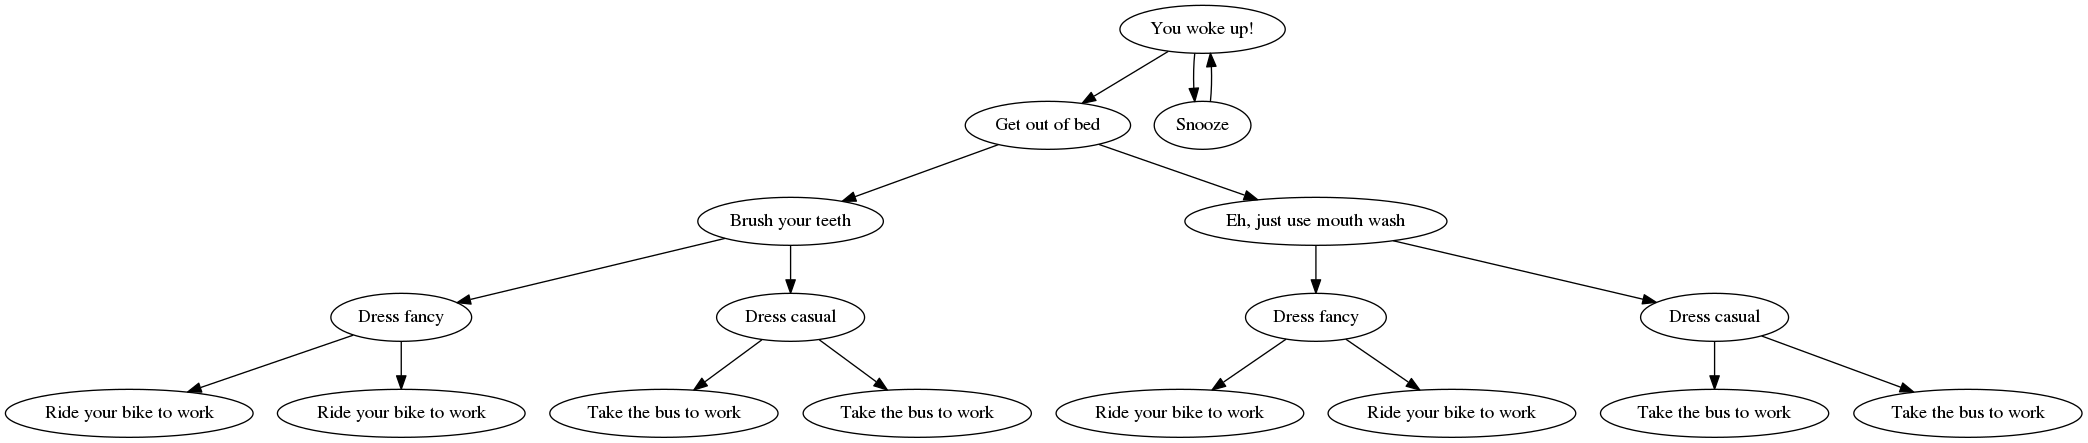 You woke up!
Get out of bed
Snooze
Brush your teeth
Eh, just use mouth wash
Dress fancy
Dress casual
Dress fancy
Dress casual
Ride your bike to work
Ride your bike to work
Take the bus to work
Take the bus to work
Ride your bike to work
Ride your bike to work
Take the bus to work
Take the bus to work